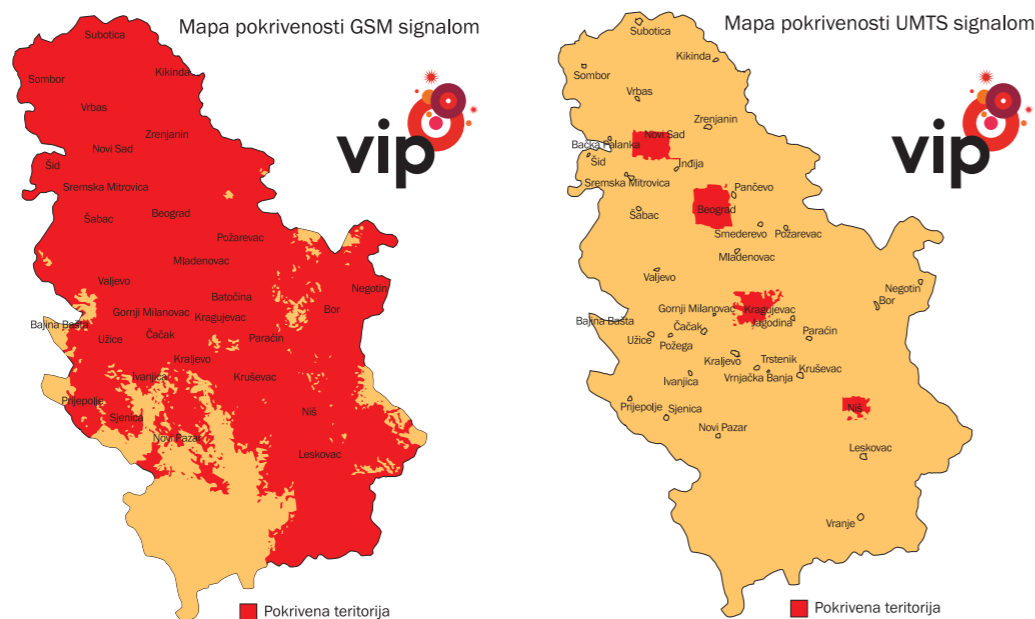 Mapa pokrivenosti GSM signalom
Subotica
Kikinda
Sombor
Vrbas
Zrenjanin
Novi Sad
Šid
Sremska Mitrovica
Beograd
Šabac
Požarevac
Mladenovac
Valjevo
Negotin
Batočina
Bor
Gornji Milanovac
Kragujevac
Bajina Bašta
Čačak
Užice
Paraćin
Kraljevo
Ivanjica
Kruševac
Prijepolje
Niš
Sjenica
Novi Pazar
Leskovac
vip
Pokrivena teritorija
Mapa pokrivenosti UMTS signalom
Subotica
Kikinda
Sombor
Vrbas
Zrenjanin
Novi Sad
Bačka Palanka
Šid
Inđija
Sremska Mitrovica
Pančevo
Beograd
Šabac
Smederevo
Požarevac
Mladenovac
Valjevo
Negotin
Bor
Gornji Milanovac
Kragujevac
Bajina Bašta
Jagodina
Čačak
Paraćin
Užice
Požega
Kraljevo
Trstenik
Kruševac
Ivanjica
Vrnjačka Banja
Prijepolje
Sjenica
Niš
Novi Pazar
Leskovac
Vranje
vip
Pokrivena teritorija